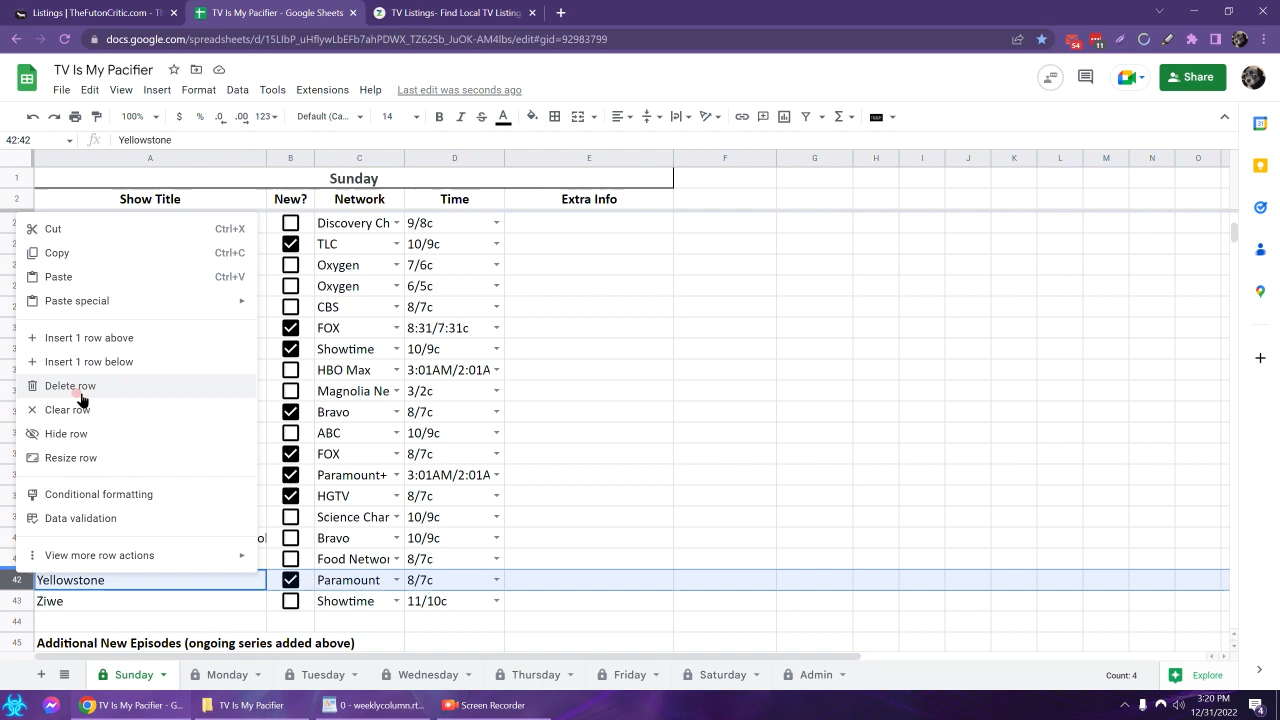 Listings | TheFutonCritic.com - T
TV Is My Pacifier - Google Sheets
TV Listings- Find Local TV Listing
docs.google.com/spreadsheets/d/15LIbP_uHflywLbEFb7ahPDWX_TZ62Sb_JuOK-AM4lbs/edit#gid=92983799
54
11
TV Is My Pacifier
File Edit View Insert Format Data Tools Extensions Help Last edit was seconds ago
Share
100% $ % .0 .00 123 Default (Ca... 14 B I S A
42:42 fx Yellowstone
A B C D E F G H I J K L M N O
1 Sunday
2 Show Title New? Network Time Extra Info
Discovery Ch 9/8c
Cut Ctrl+X
TLC 10/9c
Copy Ctrl+C
Oxygen 7/6c
Paste Ctrl+V
Oxygen 6/5c
Paste special
CBS 8/7c
FOX 8:31/7:31c
Insert 1 row above
Showtime 10/9c
Insert 1 row below
HBO Max 3:01AM/2:01A
Delete row
Magnolia Ne 3/2c
Clear row
Bravo 8/7c
Hide row
ABC 10/9c
FOX 8/7c
Resize row
Paramount+ 3:01AM/2:01A
Conditional formatting
HGTV 8/7c
Data validation
Science Char 10/9c
Bravo 10/9c
View more row actions
Food Networ 8/7c
42 Yellowstone Paramount 8/7c
43 Ziwe Showtime 11/10c
44
45 Additional New Episodes (ongoing series added above)
Sunday Monday Tuesday Wednesday Thursday Friday Saturday Admin
Count: 4 Explore
TV Is My Pacifier - G... TV Is My Pacifier 0 - weeklycolumn.rt... Screen Recorder
3:20 PM
12/31/2022
4